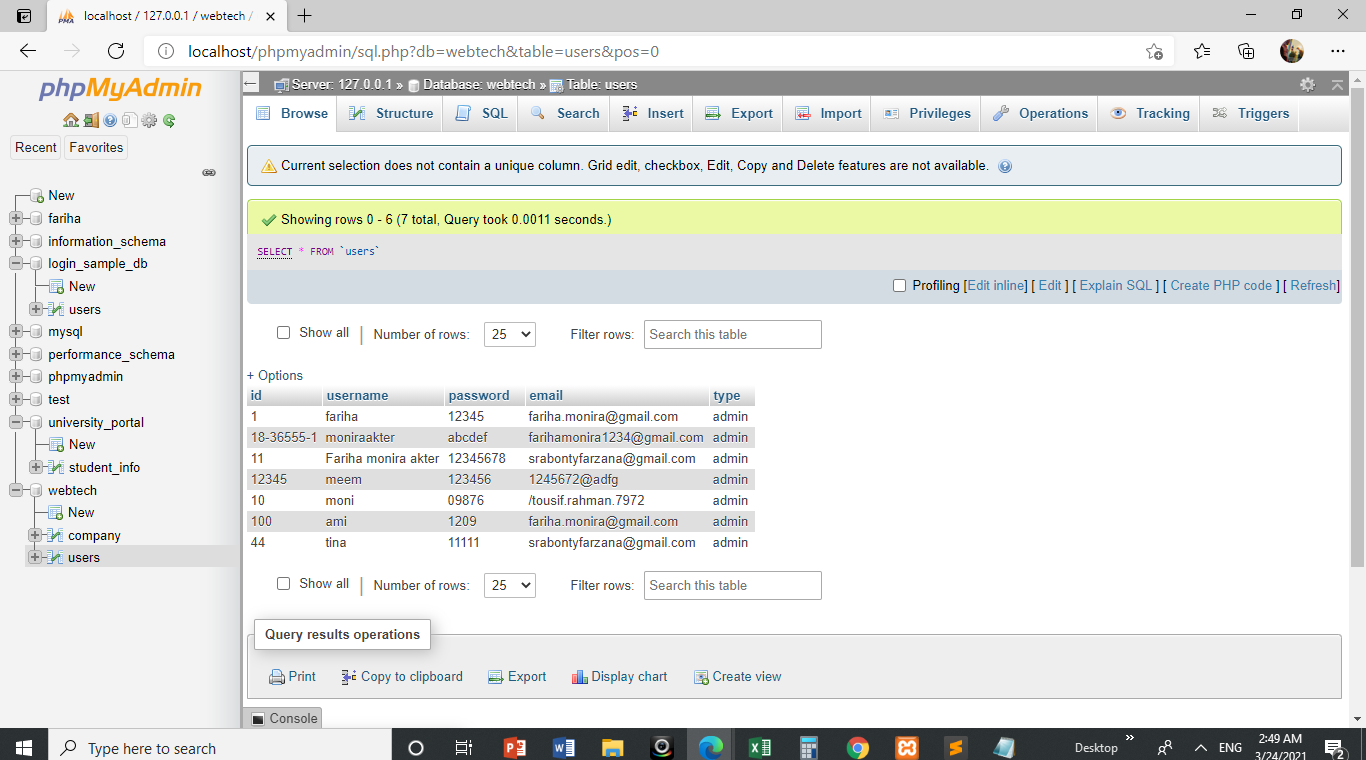 localhost / 127.0.0.1 / webtech /
localhost/phpmyadmin/sql.php?db=webtech&table=users&pos=0
phpMyAdmin
Recent Favorites
New
fariha
information_schema
login_sample_db
New
users
mysql
performance_schema
phpmyadmin
test
university_portal
New
student_info
webtech
New
company
users
Server: 127.0.0.1 » Database: webtech » Table: users
Browse Structure SQL Search Insert Export Import Privileges Operations Tracking Triggers
Current selection does not contain a unique column. Grid edit, checkbox, Edit, Copy and Delete features are not available.
Showing rows 0 - 6 (7 total, Query took 0.0011 seconds.)
SELECT * FROM `users`
Profiling [Edit inline] [ Edit ] [ Explain SQL ] [ Create PHP code ] [ Refresh]
Show all | Number of rows: 25 Filter rows: Search this table
+ Options
id username password email type
1 fariha 12345 fariha.monira@gmail.com admin
18-36555-1 moniraakter abcdef farihamonira1234@gmail.com admin
11 Fariha monira akter 12345678 srabontyfarzana@gmail.com admin
12345 meem 123456 1245672@adfg admin
10 moni 09876 /tousif.rahman.7972 admin
100 ami 1209 fariha.monira@gmail.com admin
44 tina 11111 srabontyfarzana@gmail.com admin
Show all | Number of rows: 25 Filter rows: Search this table
Query results operations
Print Copy to clipboard Export Display chart Create view
Console
Type here to search
Desktop » ENG 2:49 AM
3/24/2021
2